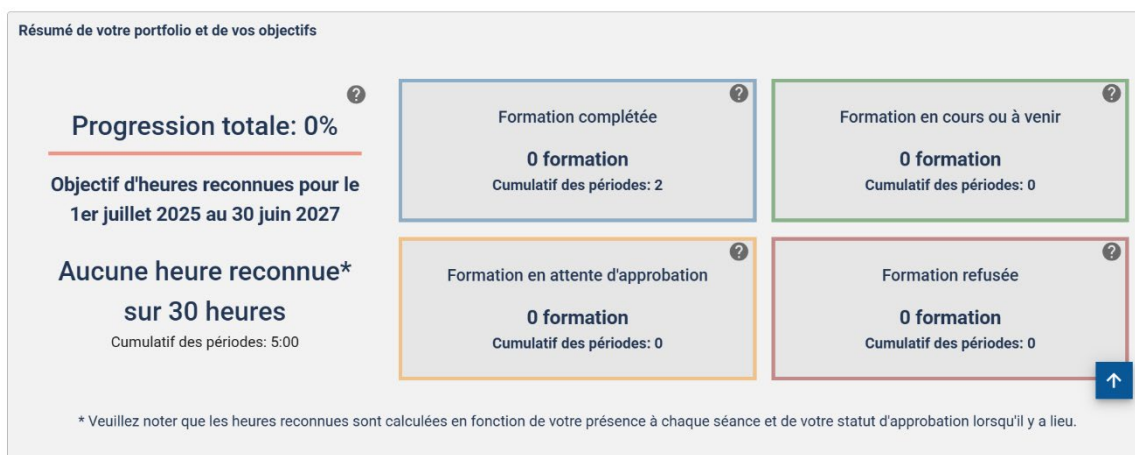 Résumé de votre portfolio et de vos objectifs
Progression totale: 0%
Objectif d'heures reconnues pour le
1er juillet 2025 au 30 juin 2027
Aucune heure reconnue*
sur 30 heures
Cumulatif des périodes: 5:00
Formation complétée
0 formation
Cumulatif des périodes: 2
Formation en cours ou à venir
0 formation
Cumulatif des périodes: 0
Formation en attente d'approbation
0 formation
Cumulatif des périodes: 0
Formation refusée
0 formation
Cumulatif des périodes: 0
* Veuillez noter que les heures reconnues sont calculées en fonction de votre présence à chaque séance et de votre statut d'approbation lorsqu'il y a lieu.